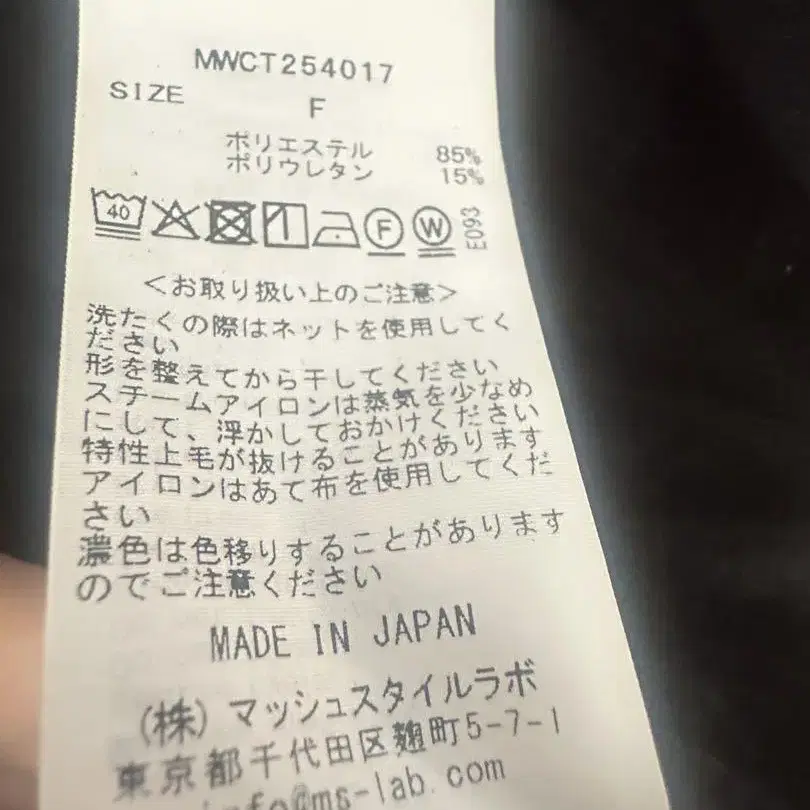 MWCT254017
SIZE F
ポリエステル 85%
ポリウレタン 15%
40 F W E093
<お取り扱い上のご注意>
洗たくの際はネットを使用してく
ださい
形を整えてから干してください
スチームアイロンは蒸気を少なめ
にして、浮かしておかけください
特性上毛が抜けることがあります
アイロンはあて布を使用してくだ
さい
濃色は色移りすることがあります
のでご注意ください
MADE IN JAPAN
(株)マッシュスタイルラボ
東京都千代田区麹町5-7-1
info@ms-lab.com